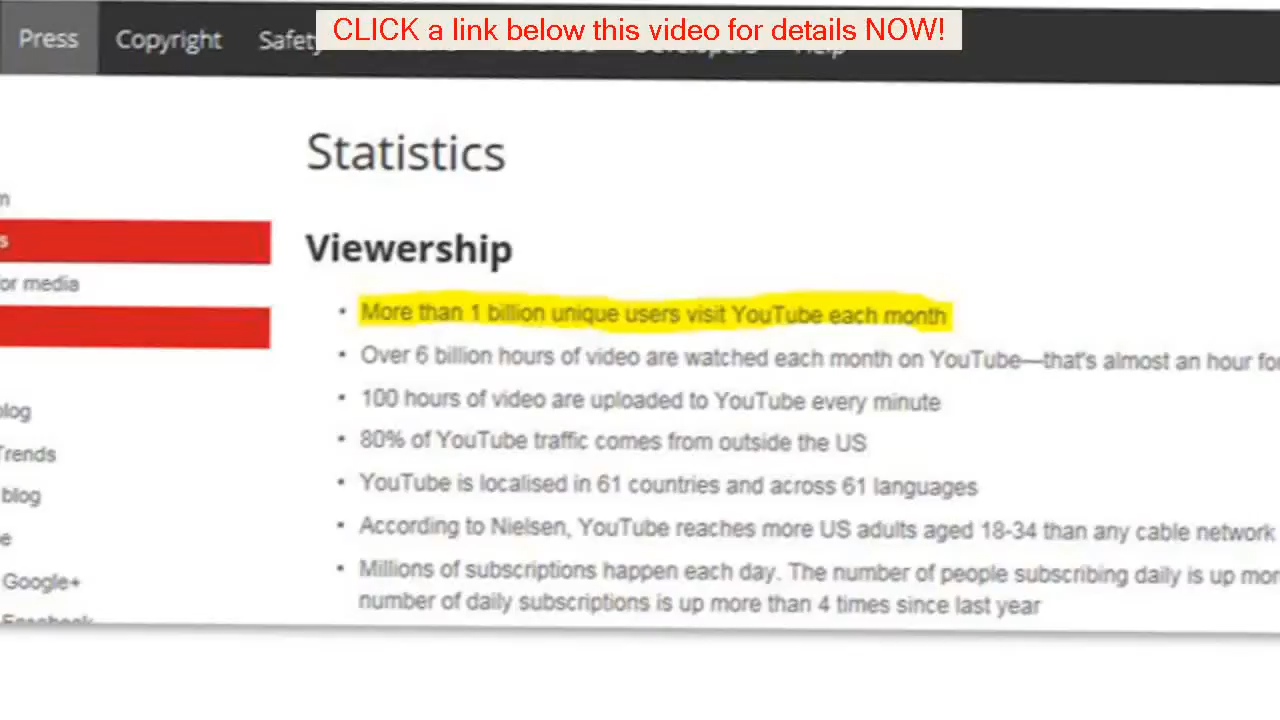 CLICK a link below this video for details NOW!
Press Copyright Safety
Statistics
Viewership
for media
• More than 1 billion unique users visit YouTube each month
• Over 6 billion hours of video are watched each month on YouTube—that's almost an hour for
• 100 hours of video are uploaded to YouTube every minute
blog
• 80% of YouTube traffic comes from outside the US
Trends
• YouTube is localised in 61 countries and across 61 languages
blog
• According to Nielsen, YouTube reaches more US adults aged 18-34 than any cable network
• Millions of subscriptions happen each day. The number of people subscribing daily is up more
Google+
number of daily subscriptions is up more than 4 times since last year
Facebook